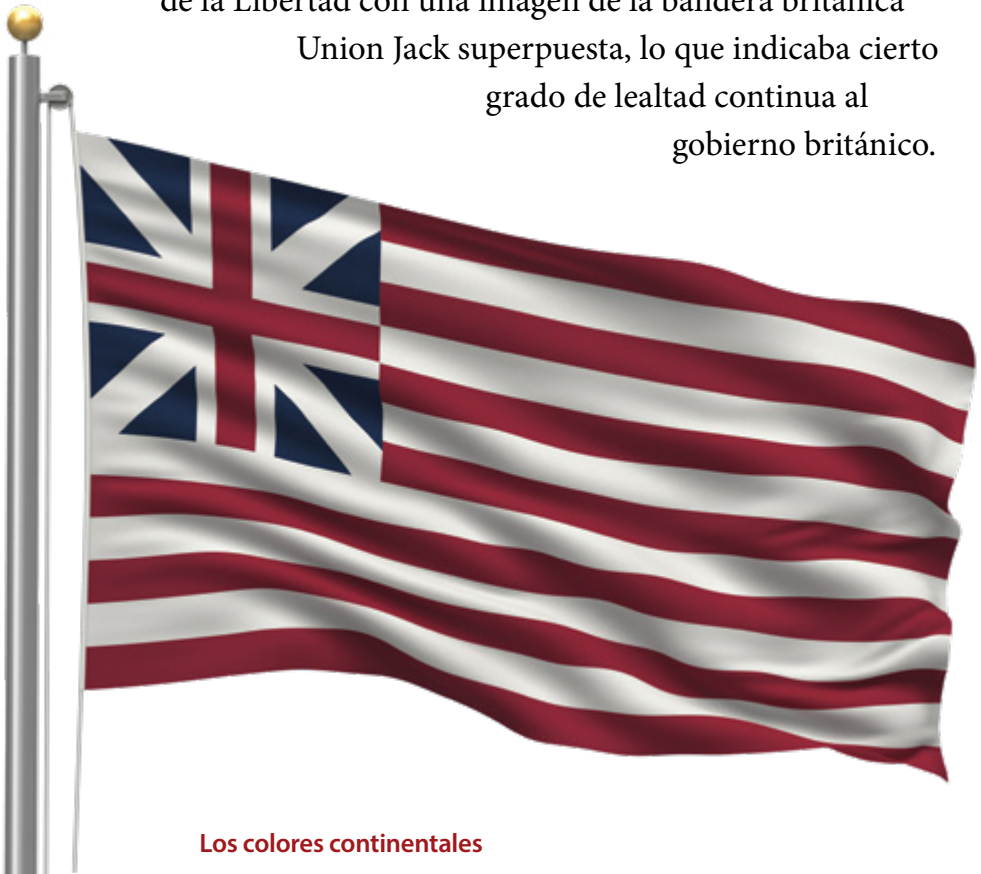 de la Libertad con una imagen de la bandera británica
Union Jack superpuesta, lo que indicaba cierto
grado de lealtad continua al
gobierno británico.
Los colores continentales